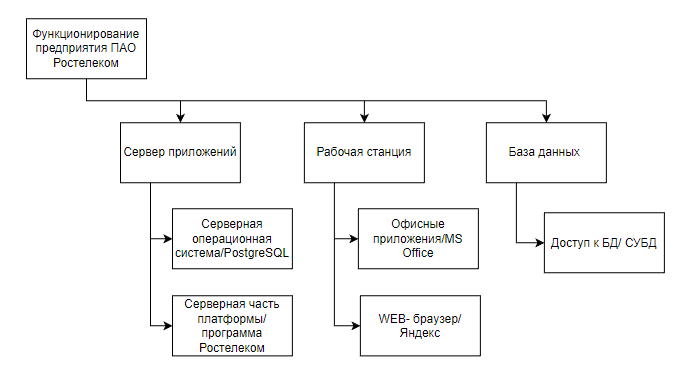 Функционирование
предприятия ПАО
Ростелеком
Сервер приложений
Рабочая станция
База данных
Серверная
операционная
система/PostgreSQL
Офисные
приложения/MS
Office
Доступ к БД/ СУБД
Серверная часть
платформы/
программа
Ростелеком
WEB- браузер/
Яндекс